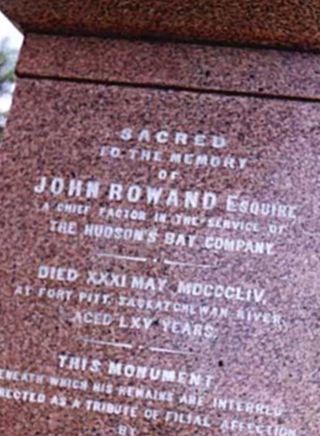 SACRED
TO THE MEMORY
OF
JOHN ROWAND ESQUIRE
A CHIEF FACTOR IN THE SERVICE OF
THE HUDSON'S BAY COMPANY
DIED XXXI MAY MDCCCLIV,
AT FORT PITT, SASKATCHEWAN RIVER,
AGED LXV YEARS.
THIS MONUMENT
BENEATH WHICH HIS REMAINS ARE INTERRED
ERECTED AS A TRIBUTE OF FILIAL AFFECTION
BY